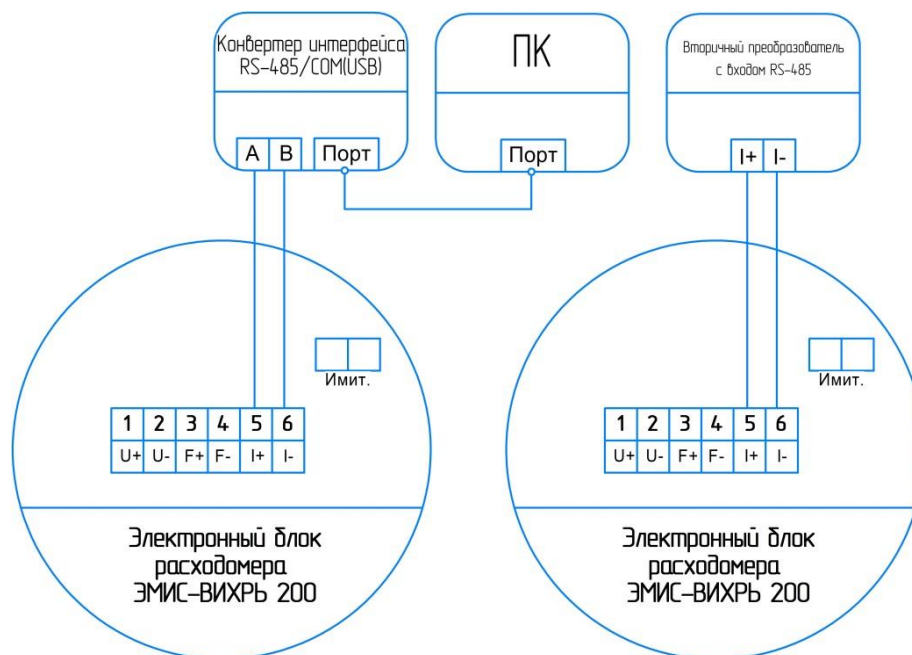 Конвертер интерфейса
RS-485/COM(USB)
A B Порт
ПК
Порт
Вторичный преобразователь
с входом RS-485
I+ I-
Имит.
1 2 3 4 5 6
U+ U- F+ F- I+ I-
Электронный блок
расходомера
ЭМИС-ВИХРЬ 200
Имит.
1 2 3 4 5 6
U+ U- F+ F- I+ I-
Электронный блок
расходомера
ЭМИС-ВИХРЬ 200